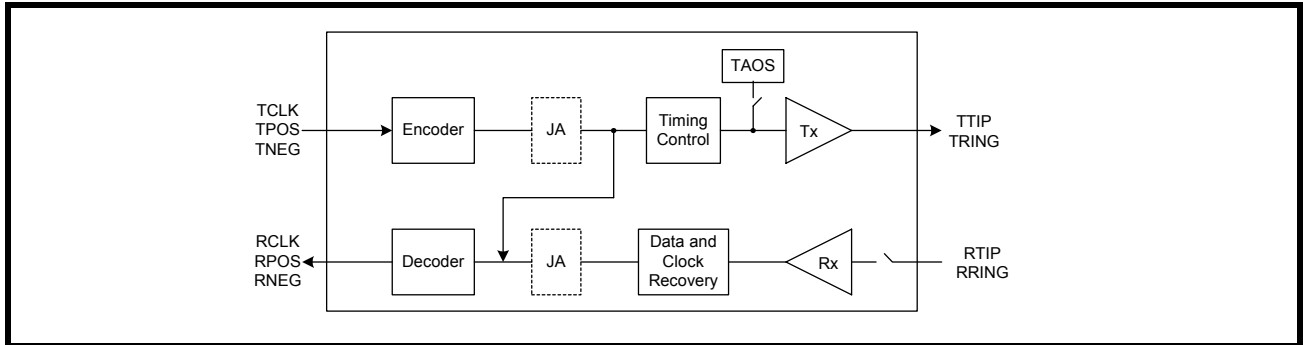 TAOS
TCLK
TPOS
TNEG
Encoder
JA
Timing
Control
Tx
TTIP
TRING
RCLK
RPOS
RNEG
Decoder
JA
Data and
Clock
Recovery
Rx
RTIP
RRING